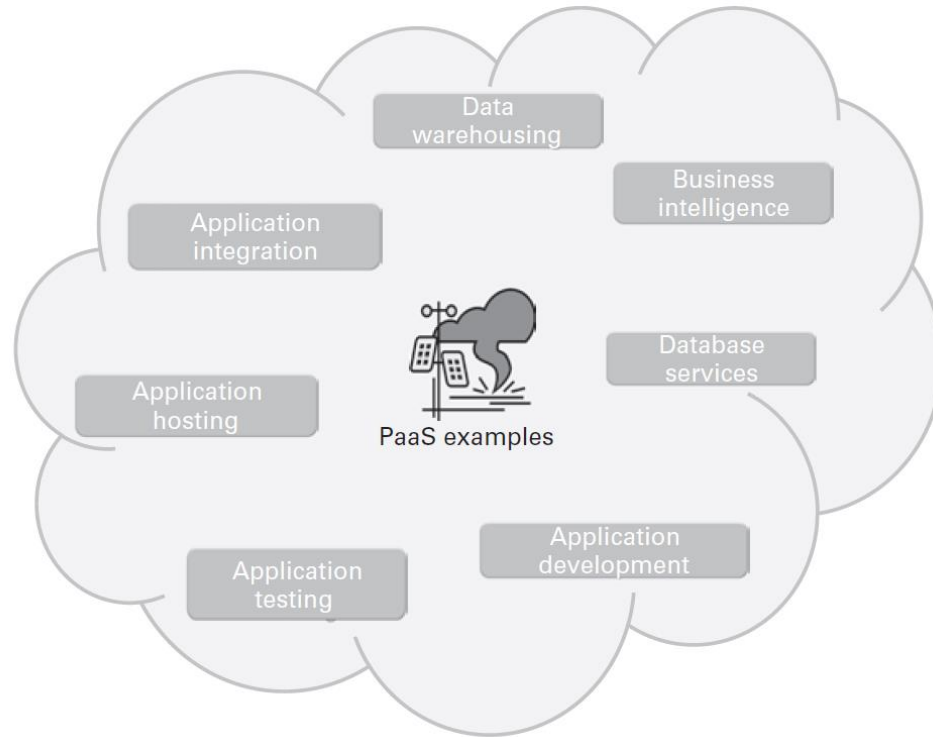 Data
warehousing
Business
intelligence
Application
integration
Database
services
Application
hosting
PaaS examples
Application
development
Application
testing